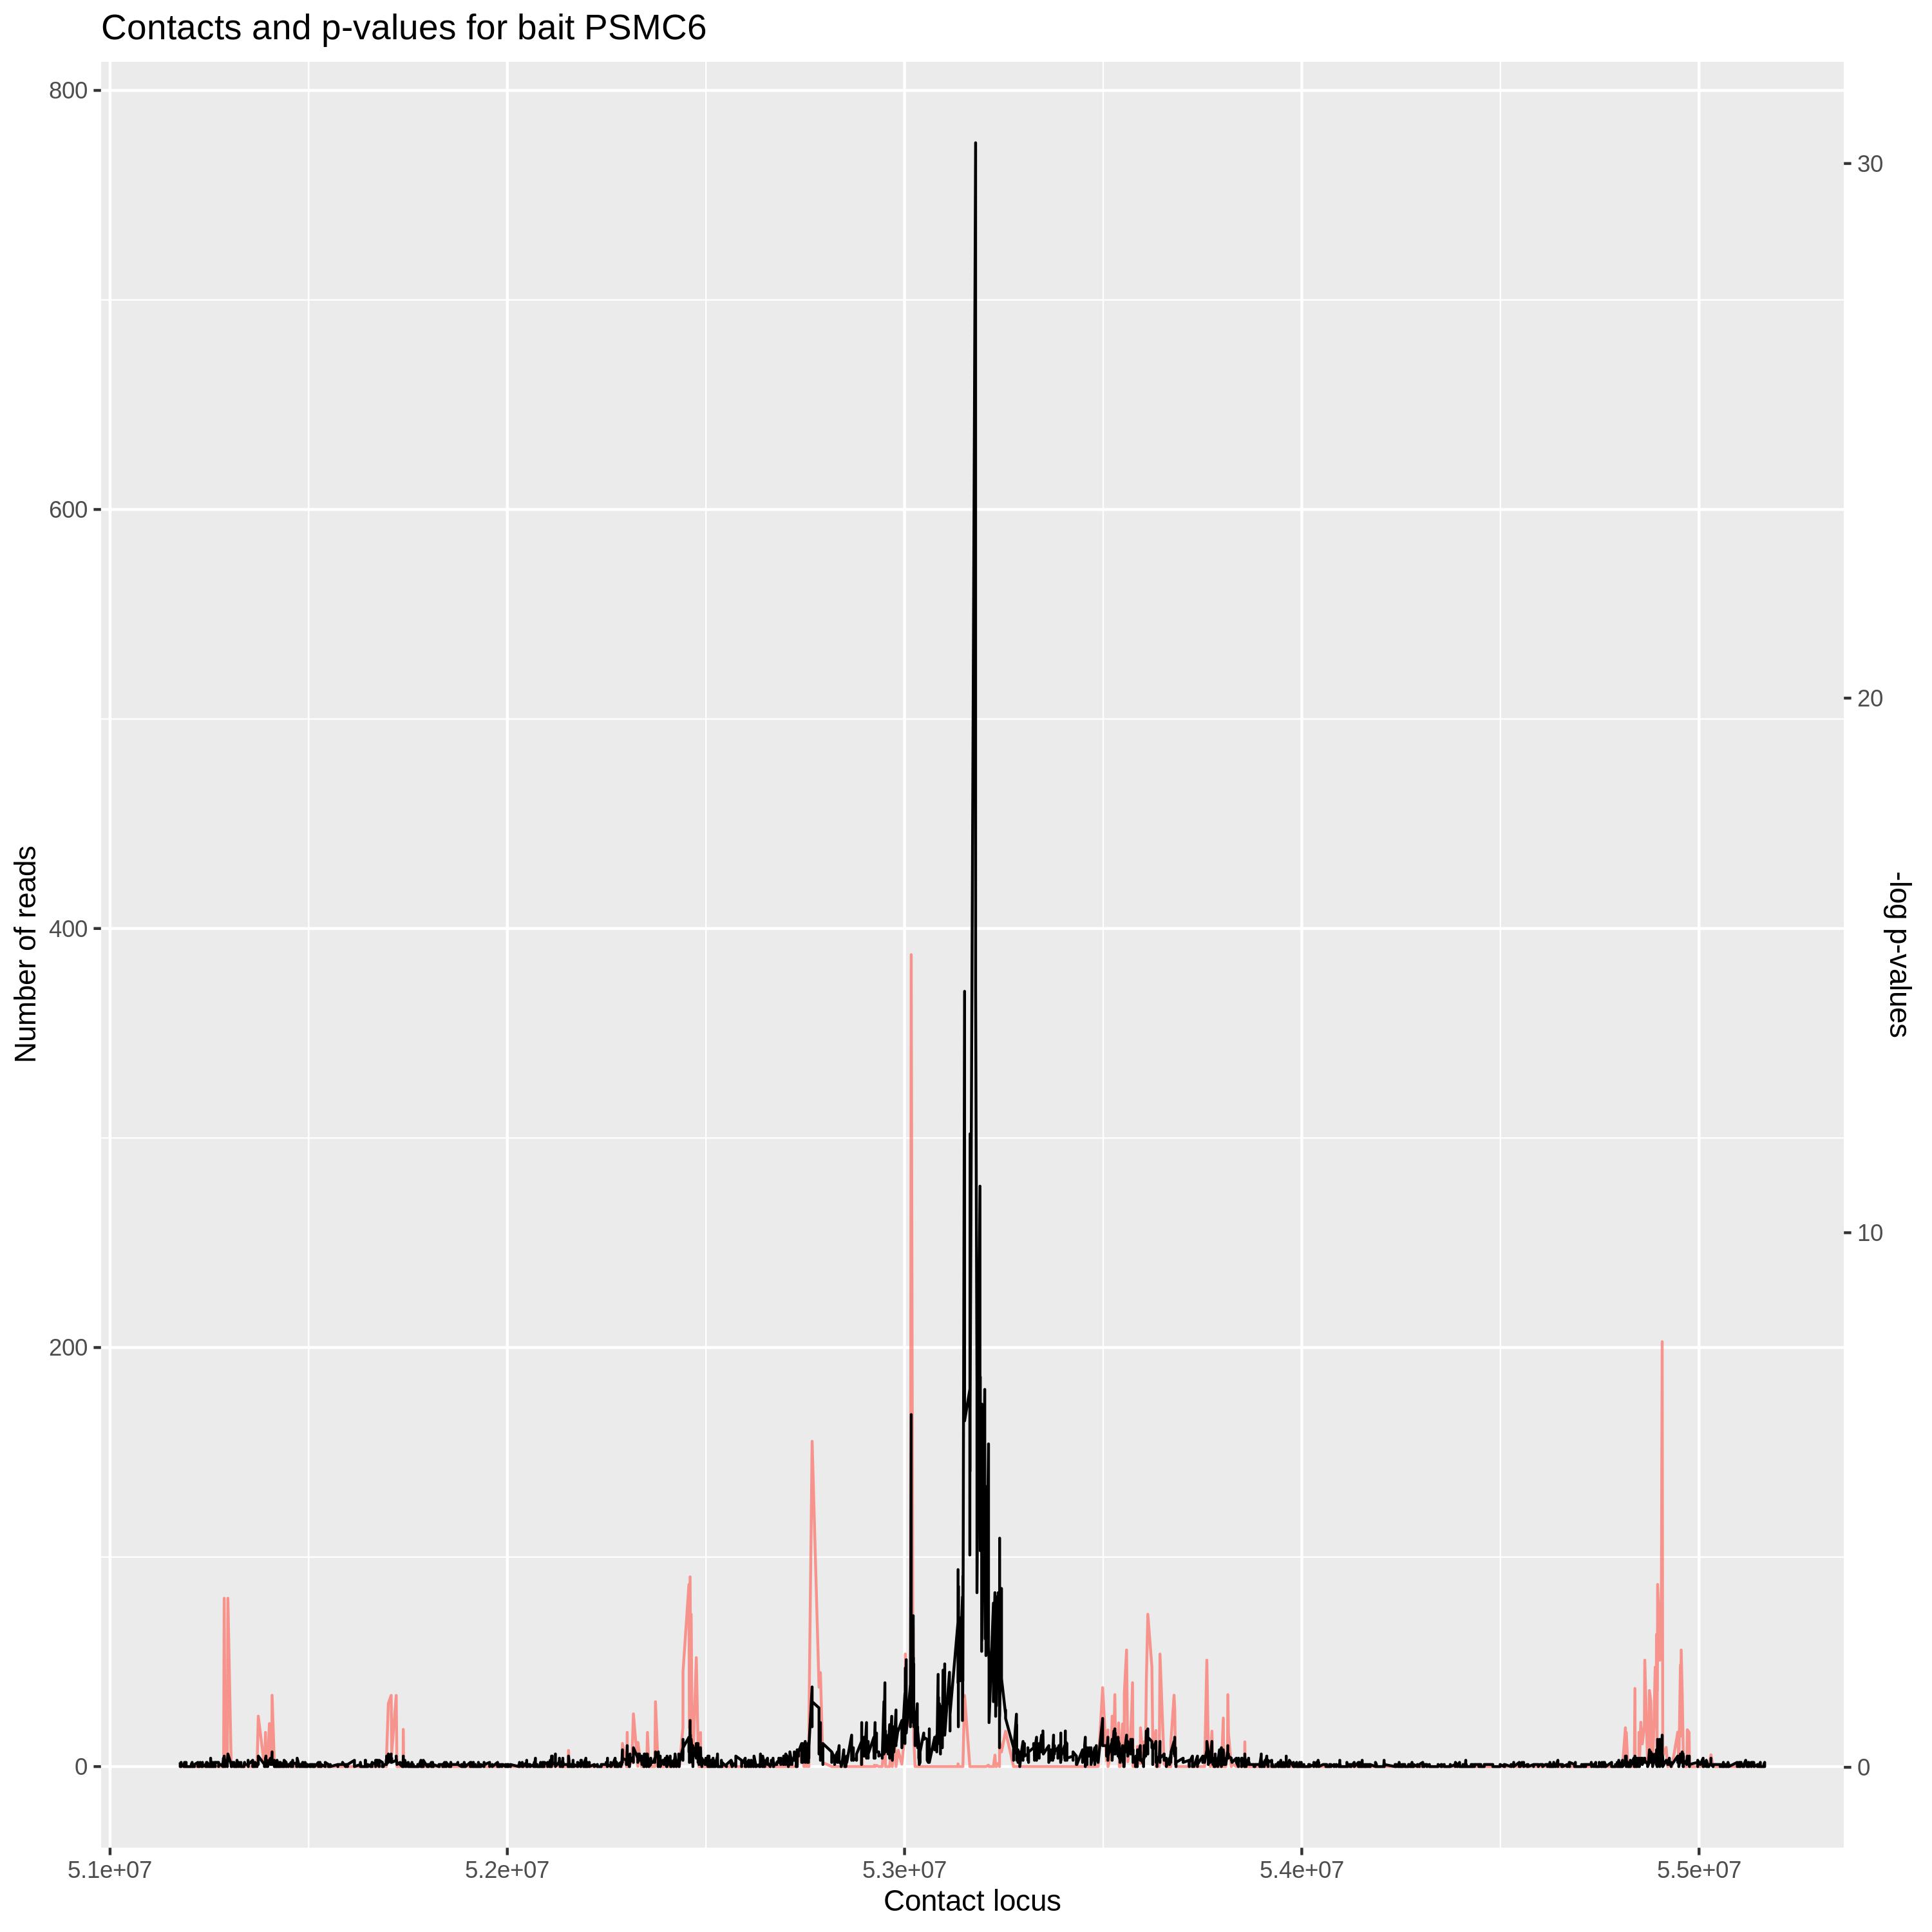 Contacts and p-values for bait PSMC6
800
600
400
200
0
Number of reads
30
20
10
0
-log p-values
5.1e+07
5.2e+07
5.3e+07
5.4e+07
5.5e+07
Contact locus